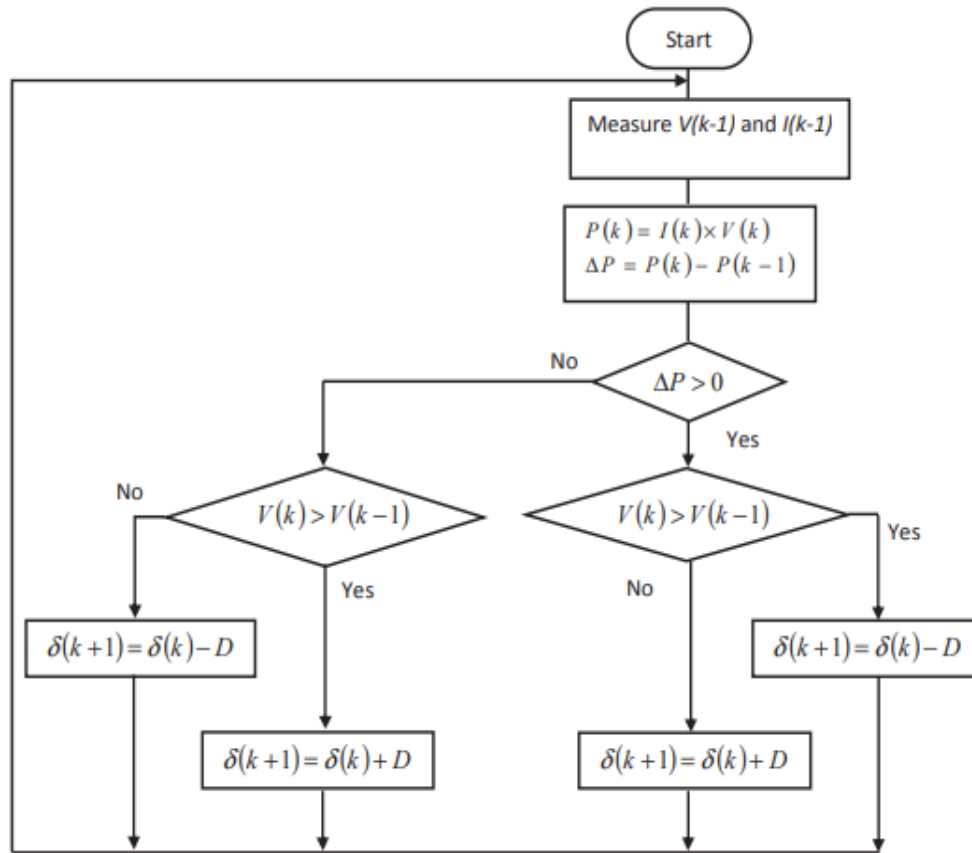 Start
Measure V(k-1) and I(k-1)
P(k) = I(k)×V(k)
ΔP = P(k) − P(k−1)
No
ΔP > 0
Yes
No
V(k) > V(k−1)
V(k) > V(k−1)
Yes
Yes
No
δ(k+1) = δ(k) − D
δ(k+1) = δ(k) − D
δ(k+1) = δ(k) + D
δ(k+1) = δ(k) + D